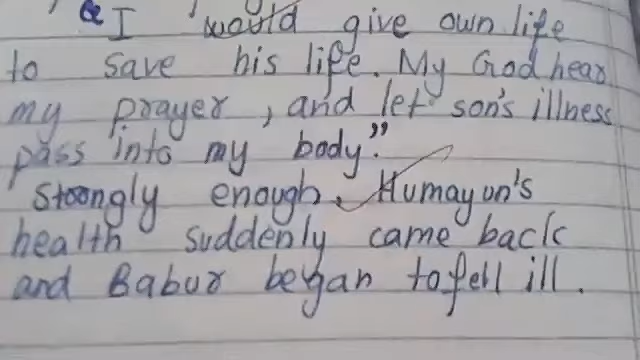 "I would give own life
to save his life. My God hear
my prayer, and let son's illness
pass into my body."
Stoongly enough, Humayun's
health suddenly came back
and Babur began to fell ill.